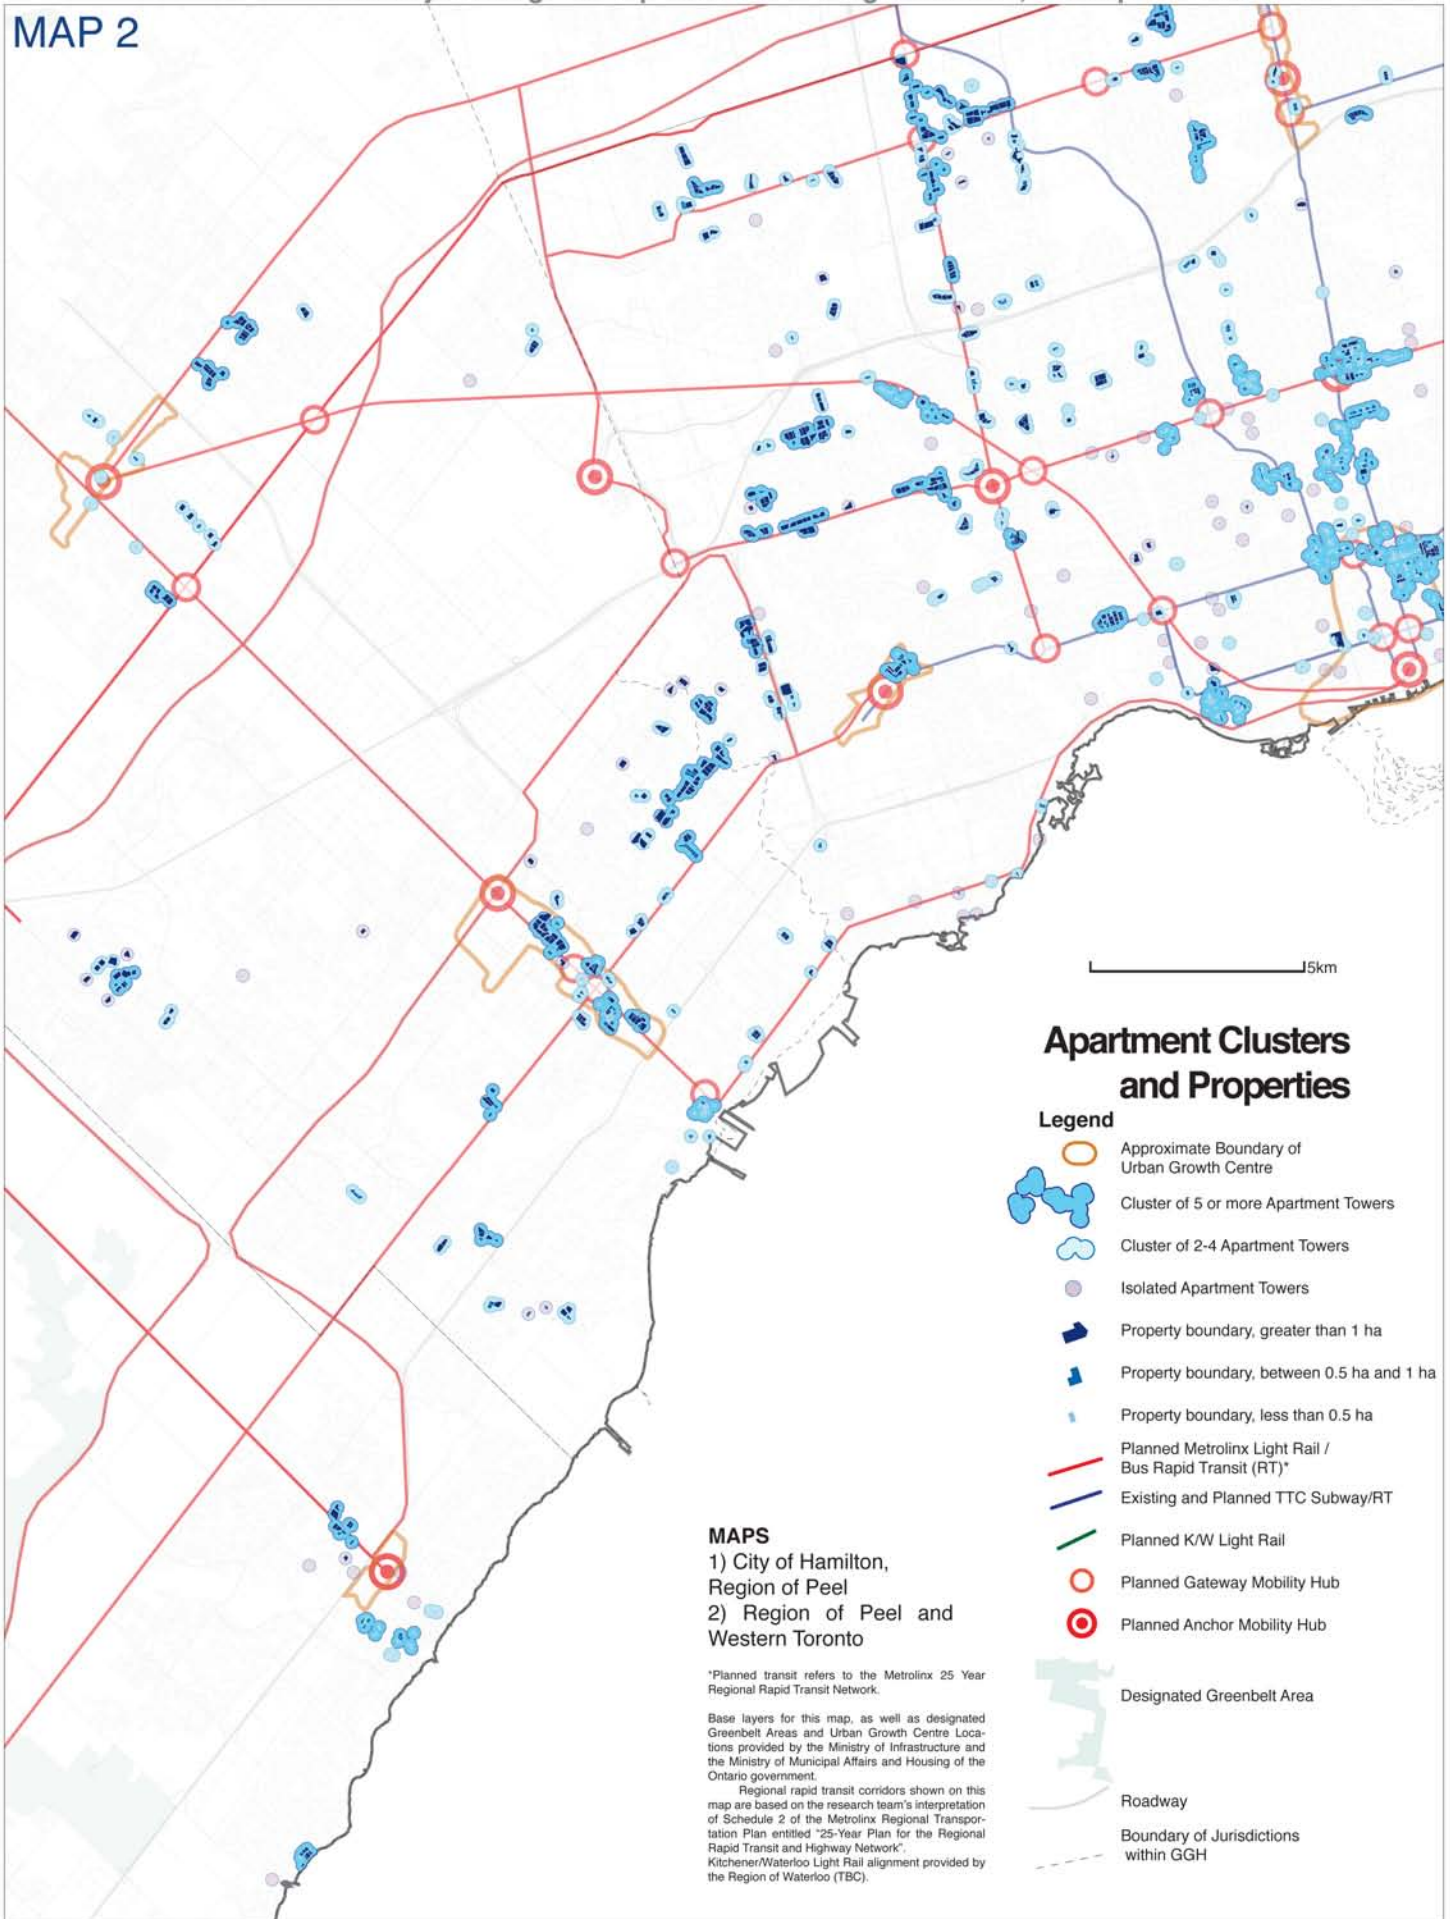 MAP 2
5km
Apartment Clusters
and Properties
Legend
Approximate Boundary of
Urban Growth Centre
Cluster of 5 or more Apartment Towers
Cluster of 2-4 Apartment Towers
Isolated Apartment Towers
Property boundary, greater than 1 ha
Property boundary, between 0.5 ha and 1 ha
Property boundary, less than 0.5 ha
Planned Metrolinx Light Rail /
Bus Rapid Transit (RT)*
Existing and Planned TTC Subway/RT
Planned K/W Light Rail
Planned Gateway Mobility Hub
Planned Anchor Mobility Hub
Designated Greenbelt Area
Roadway
Boundary of Jurisdictions
within GGH
MAPS
1) City of Hamilton,
Region of Peel
2) Region of Peel and
Western Toronto
*Planned transit refers to the Metrolinx 25 Year
Regional Rapid Transit Network.
Base layers for this map, as well as designated
Greenbelt Areas and Urban Growth Centre Loca-
tions provided by the Ministry of Infrastructure and
the Ministry of Municipal Affairs and Housing of the
Ontario government.
Regional rapid transit corridors shown on this
map are based on the research team's interpretation
of Schedule 2 of the Metrolinx Regional Transpor-
tation Plan entitled "25-Year Plan for the Regional
Rapid Transit and Highway Network".
Kitchener/Waterloo Light Rail alignment provided by
the Region of Waterloo (TBC).